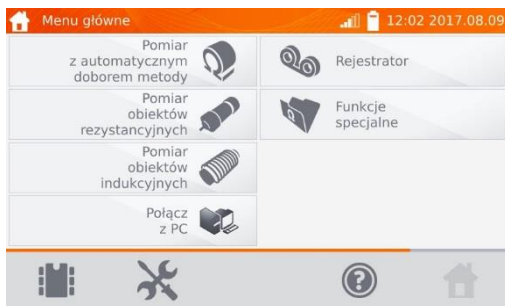 Menu główne
12:02 2017.08.09
Pomiar
z automatycznym
doborem metody
Pomiar
obiektów
rezystancyjnych
Pomiar
obiektów
indukcyjnych
Połącz
z PC
Rejestrator
Funkcje
specjalne